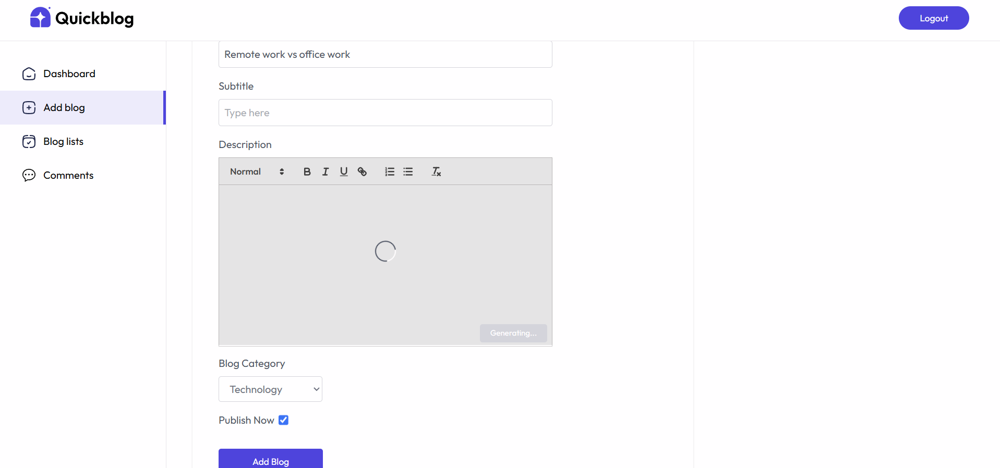 Quickblog
Logout
Dashboard
Add blog
Blog lists
Comments
Remote work vs office work
Subtitle
Type here
Description
Normal
Generating...
Blog Category
Technology
Publish Now
Add Blog